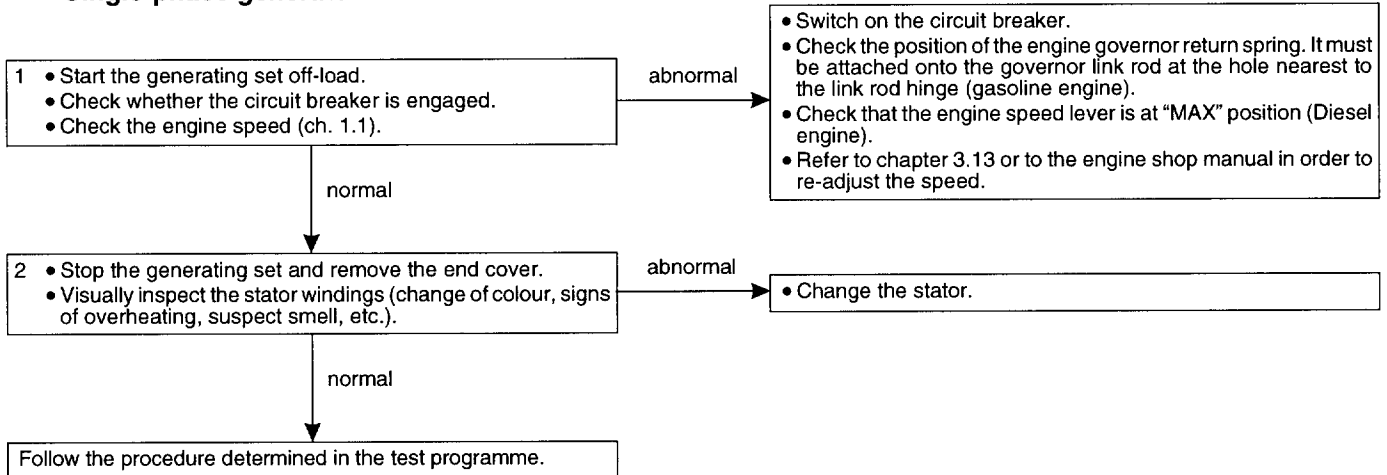 • Switch on the circuit breaker.
• Check the position of the engine governor return spring. It must
be attached onto the governor link rod at the hole nearest to
the link rod hinge (gasoline engine).
• Check that the engine speed lever is at “MAX” position (Diesel
engine).
• Refer to chapter 3.13 or to the engine shop manual in order to
re-adjust the speed.
abnormal
1 • Start the generating set off-load.
• Check whether the circuit breaker is engaged.
• Check the engine speed (ch. 1.1).
normal
2 • Stop the generating set and remove the end cover.
• Visually inspect the stator windings (change of colour, signs
of overheating, suspect smell, etc.).
abnormal
• Change the stator.
normal
Follow the procedure determined in the test programme.